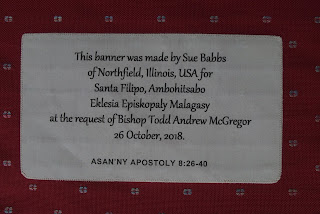 This banner was made by Sue Babbs
of Northfield, Illinois, USA for
Santa Filipo, Ambohitsabo
Eklesia Episkopaly Malagasy
at the request of Bishop Todd Andrew McGregor
26 October, 2018.
ASAN'NY APOSTOLY 8:26-40